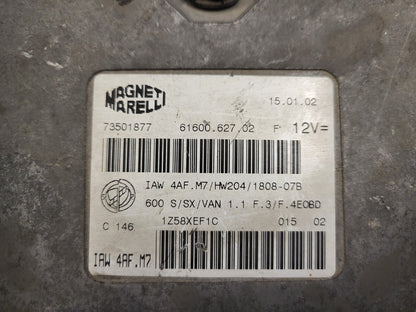 MAGNETI
MARELLI
15.01.02
73501877 61600.627.02 F 12V=
IAW 4AF.M7/HW204/1808-07B
600 S/SX/VAN 1.1 F.3/F.4EOBD
C 146 1Z58XEF1C 015 02
IAW 4AF.M7